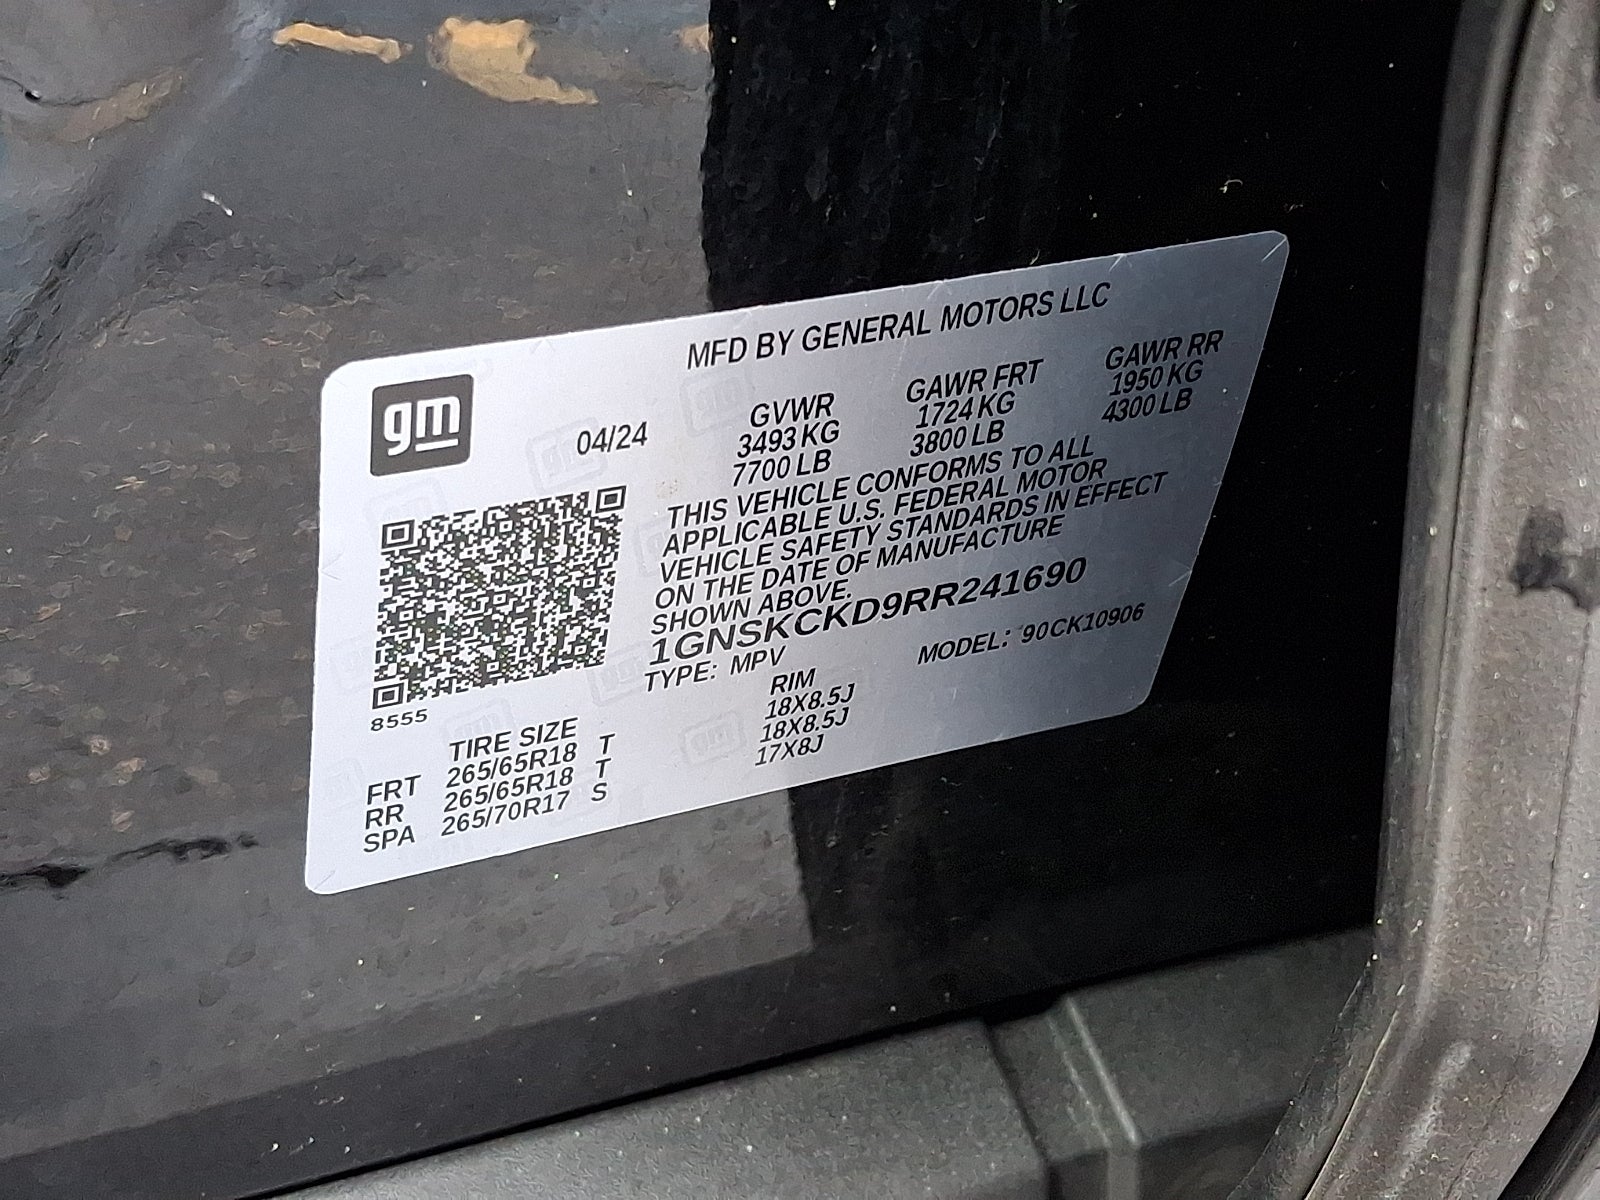 MFD BY GENERAL MOTORS LLC
gm
04/24
GVWR GAWR FRT GAWR RR
3493 KG 1724 KG 1950 KG
7700 LB 3800 LB 4300 LB
THIS VEHICLE CONFORMS TO ALL
APPLICABLE U.S. FEDERAL MOTOR
VEHICLE SAFETY STANDARDS IN EFFECT
ON THE DATE OF MANUFACTURE
SHOWN ABOVE.
1GNSKCKD9RR241690
TYPE: MPV MODEL: 90CK10906
8555
TIRE SIZE RIM
FRT 265/65R18 T 18X8.5J
RR 265/65R18 T 18X8.5J
SPA 265/70R17 S 17X8J